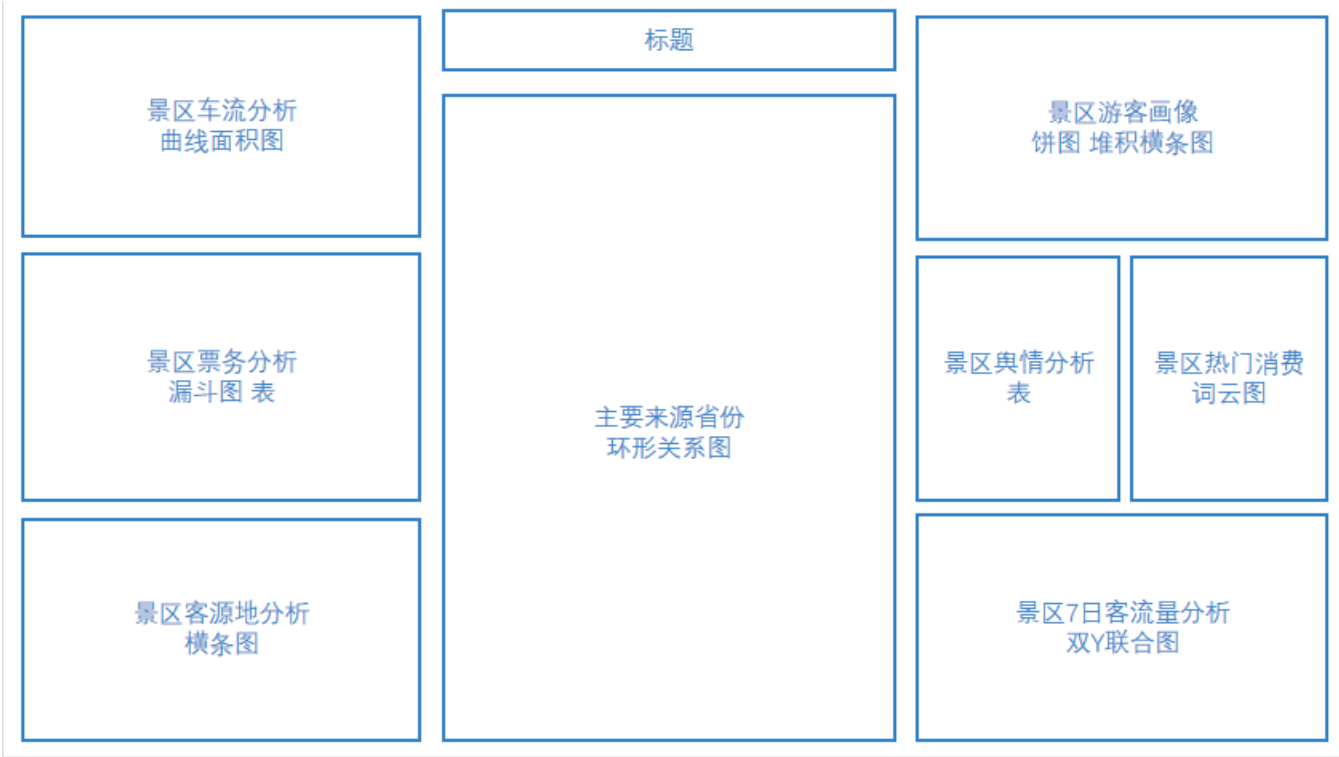 标题
景区车流分析
曲线面积图
景区票务分析
漏斗图 表
景区客源地分析
横条图
主要来源省份
环形关系图
景区游客画像
饼图 堆积横条图
景区舆情分析
表
景区热门消费
词云图
景区7日客流量分析
双Y联合图